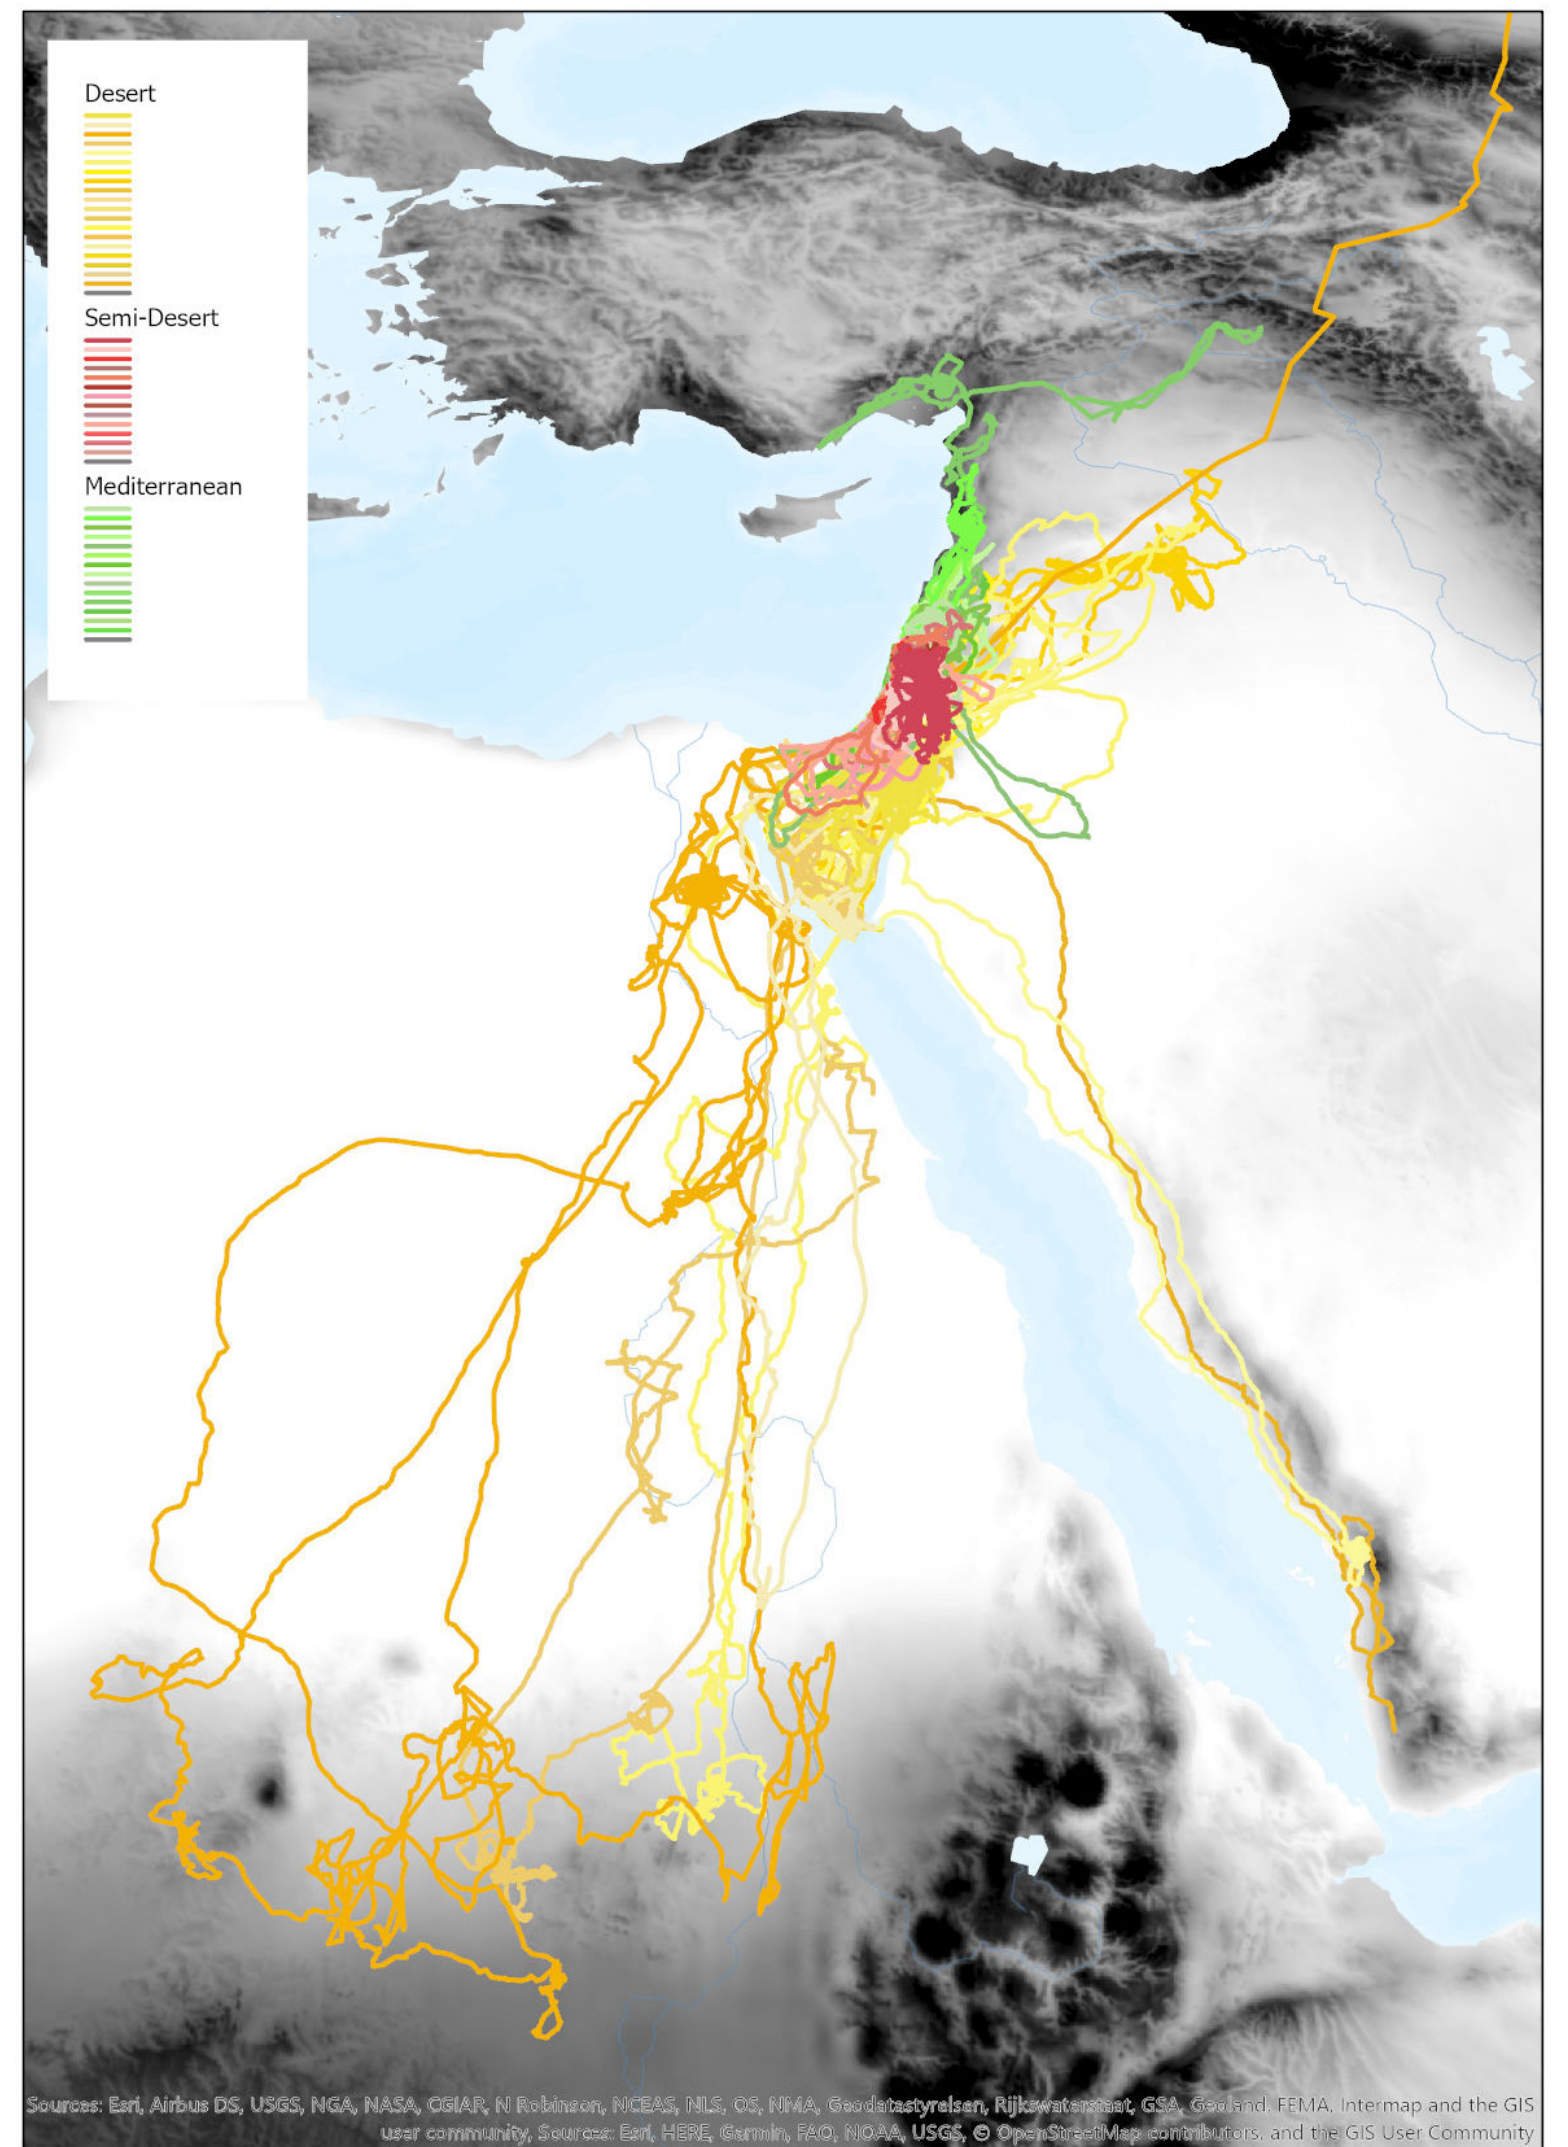 Desert
Semi-Desert
Mediterranean
Sources: Esri, Airbus DS, USGS, NGA, NASA, CGIAR, N Robinson, NCEAS, NLS, OS, NMA, Geodatastyrelsen, Rijkswaterstaat, GSA, Geoland, FEMA, Intermap and the GIS
user community, Sources: Esri, HERE, Garmin, FAO, NOAA, USGS, © OpenStreetMap contributors, and the GIS User Community